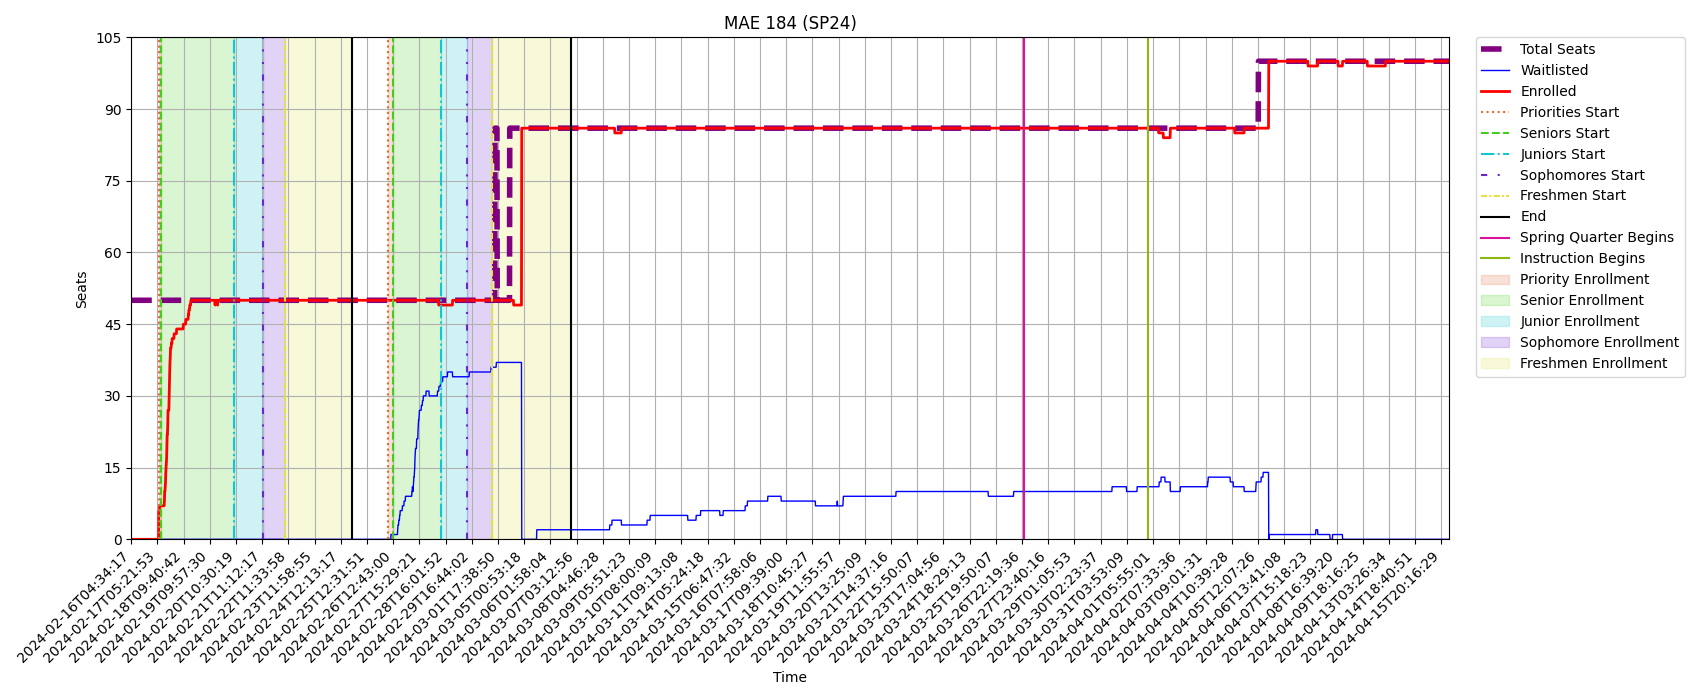 MAE 184 (SP24)
Seats
105
90
75
60
45
30
15
0
2024-02-16T04:34:17
2024-02-17T05:21:53
2024-02-18T09:40:42
2024-02-19T09:57:30
2024-02-20T10:30:19
2024-02-21T11:12:17
2024-02-22T11:33:58
2024-02-23T11:58:55
2024-02-24T12:13:17
2024-02-25T12:31:51
2024-02-26T12:43:00
2024-02-27T15:29:21
2024-02-28T16:01:52
2024-02-29T16:44:02
2024-03-01T17:38:50
2024-03-05T00:53:18
2024-03-06T01:58:04
2024-03-07T03:12:56
2024-03-08T04:46:28
2024-03-09T05:51:23
2024-03-10T08:00:09
2024-03-11T09:13:08
2024-03-14T05:24:18
2024-03-15T06:47:32
2024-03-16T07:58:06
2024-03-17T09:39:00
2024-03-18T10:45:27
2024-03-19T11:55:57
2024-03-20T13:25:09
2024-03-21T14:37:16
2024-03-22T15:50:07
2024-03-23T17:04:56
2024-03-24T18:29:13
2024-03-25T19:50:07
2024-03-26T22:19:36
2024-03-27T23:40:16
2024-03-29T01:05:53
2024-03-30T02:23:37
2024-03-31T03:53:09
2024-04-01T05:55:01
2024-04-02T07:33:36
2024-04-03T09:01:31
2024-04-04T10:39:28
2024-04-05T12:07:26
2024-04-06T13:41:08
2024-04-07T15:18:23
2024-04-08T16:39:20
2024-04-09T18:16:25
2024-04-13T03:26:34
2024-04-14T18:40:51
2024-04-15T20:16:29
Time
Total Seats
Waitlisted
Enrolled
Priorities Start
Seniors Start
Juniors Start
Sophomores Start
Freshmen Start
End
Spring Quarter Begins
Instruction Begins
Priority Enrollment
Senior Enrollment
Junior Enrollment
Sophomore Enrollment
Freshmen Enrollment